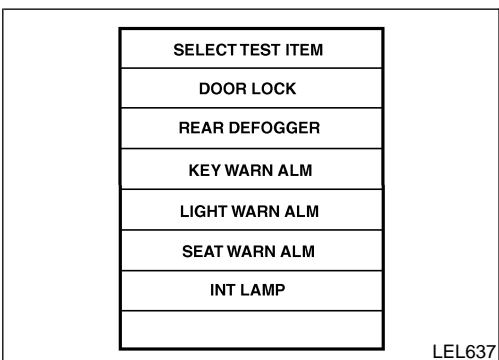 SELECT TEST ITEM
DOOR LOCK
REAR DEFOGGER
KEY WARN ALM
LIGHT WARN ALM
SEAT WARN ALM
INT LAMP
LEL637